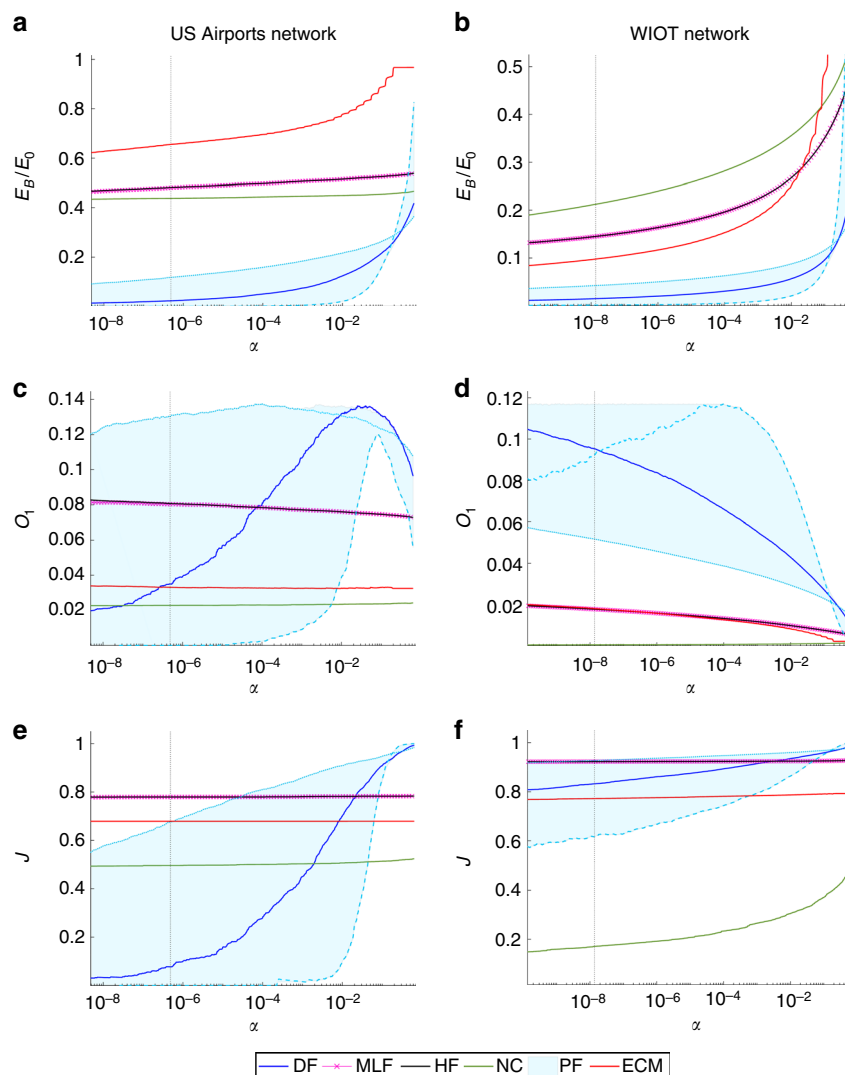 a US Airports network
1
0.8
0.6
0.4
0.2
E_B/E_0
10^–8 10^–6 10^–4 10^–2
α
b WIOT network
0.5
0.4
0.3
0.2
0.1
E_B/E_0
10^–8 10^–6 10^–4 10^–2
α
c
0.14
0.12
0.1
0.08
0.06
0.04
0.02
O_1
10^–8 10^–6 10^–4 10^–2
α
d
0.12
0.1
0.08
0.06
0.04
0.02
O_1
10^–8 10^–6 10^–4 10^–2
α
e
1
0.8
0.6
0.4
0.2
J
10^–8 10^–6 10^–4 10^–2
α
f
1
0.8
0.6
0.4
0.2
J
10^–8 10^–6 10^–4 10^–2
α
DF MLF HF NC PF ECM